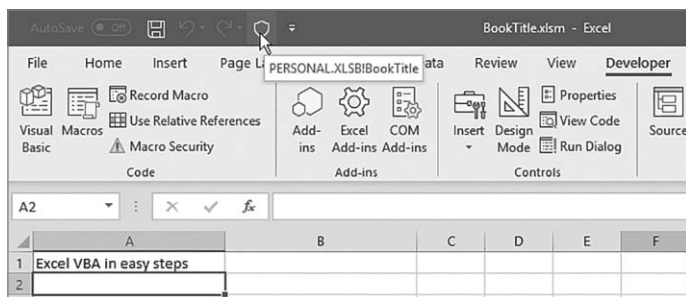 AutoSave Off BookTitle.xlsm - Excel
File Home Insert Page La ata Review View Developer
PERSONAL.XLSB!BookTitle
Visual Basic
Macros
Record Macro
Use Relative References
Macro Security
Code
Add-ins
Excel Add-ins
COM Add-ins
Add-ins
Insert
Design Mode
Properties
View Code
Run Dialog
Controls
Source
A2 fx
A B C D E F
1 Excel VBA in easy steps
2